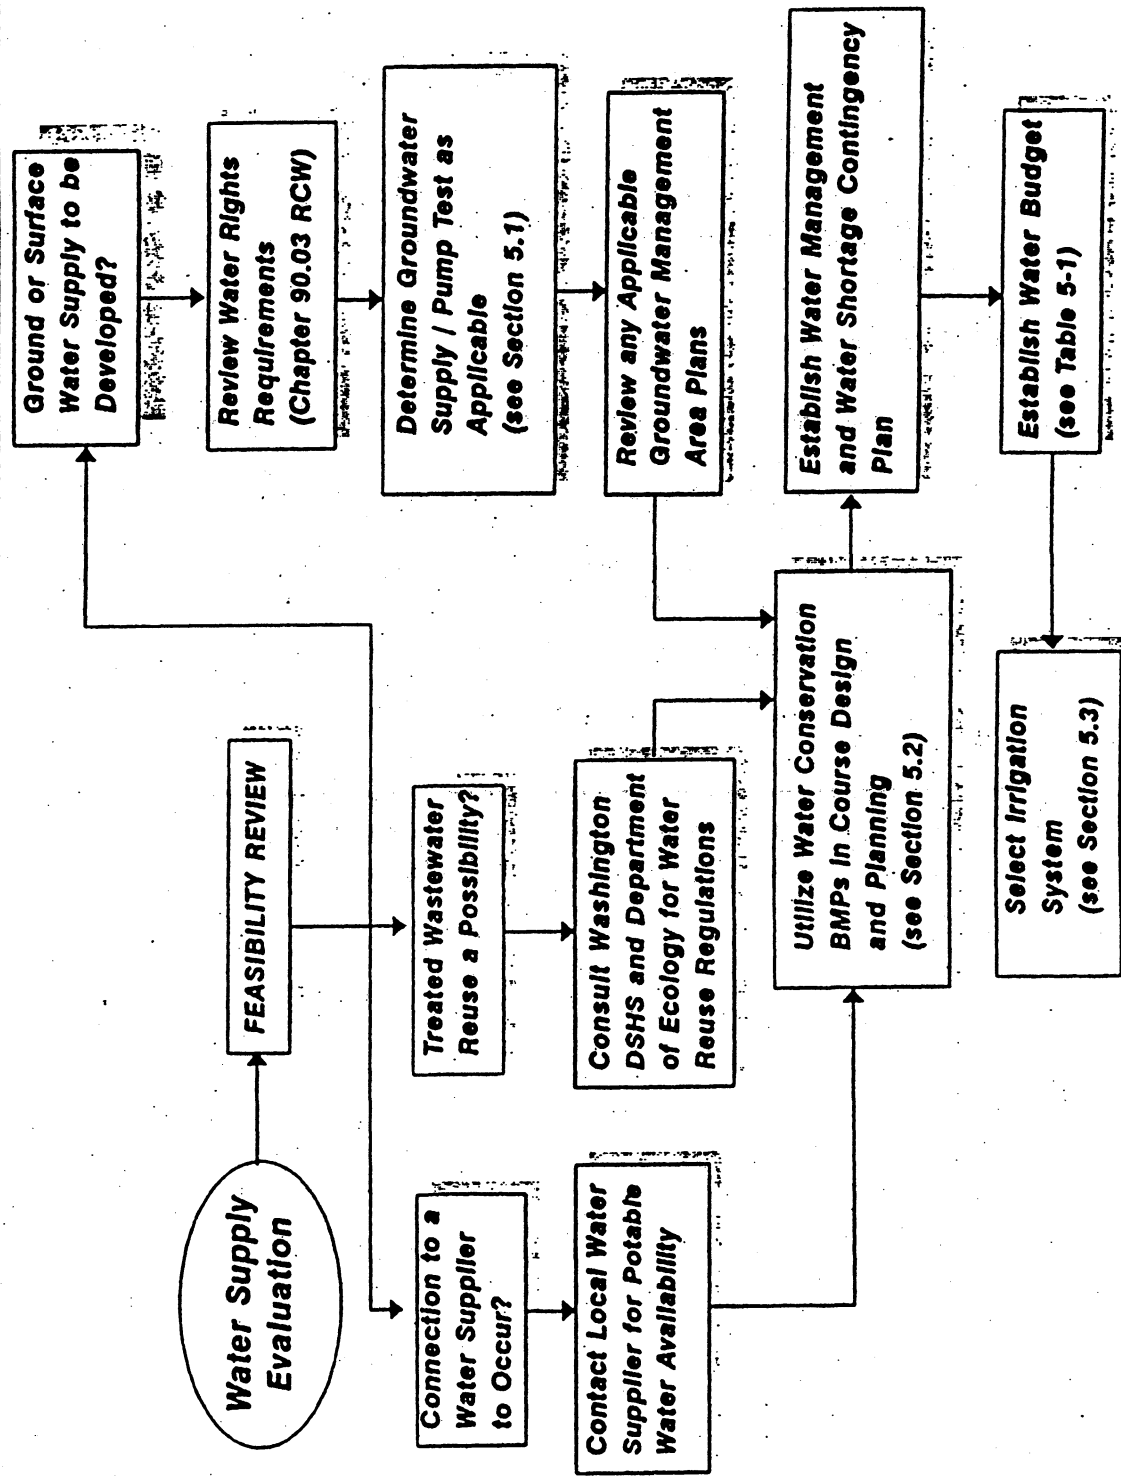 Water Supply
Evaluation
FEASIBILITY REVIEW
Connection to a
Water Supplier
to Occur?
Treated Wastewater
Reuse a Possibility?
Ground or Surface
Water Supply to be
Developed?
Contact Local Water
Supplier for Potable
Water Availability
Consult Washington
DSHS and Department
of Ecology for Water
Reuse Regulations
Review Water Rights
Requirements
(Chapter 90.03 RCW)
Determine Groundwater
Supply / Pump Test as
Applicable
(see Section 5.1)
Review any Applicable
Groundwater Management
Area Plans
Utilize Water Conservation
BMPs in Course Design
and Planning
(see Section 5.2)
Establish Water Management
and Water Shortage Contingency
Plan
Establish Water Budget
(see Table 5-1)
Select Irrigation
System
(see Section 5.3)